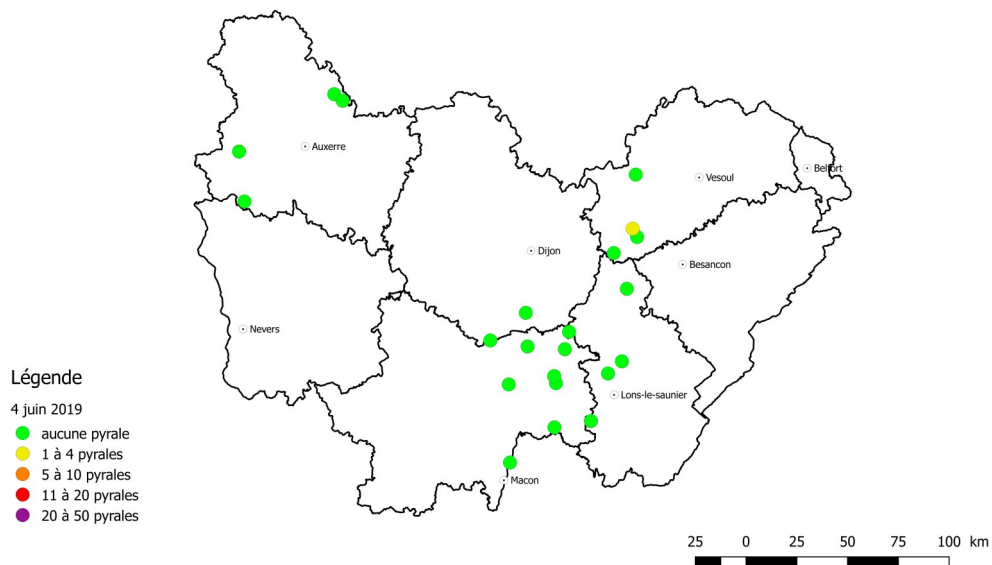 Auxerre
Vesoul
Belfort
Dijon
Besancon
Nevers
Lons-le-saunier
Macon
Légende
4 juin 2019
aucune pyrale
1 à 4 pyrales
5 à 10 pyrales
11 à 20 pyrales
20 à 50 pyrales
25 0 25 50 75 100 km